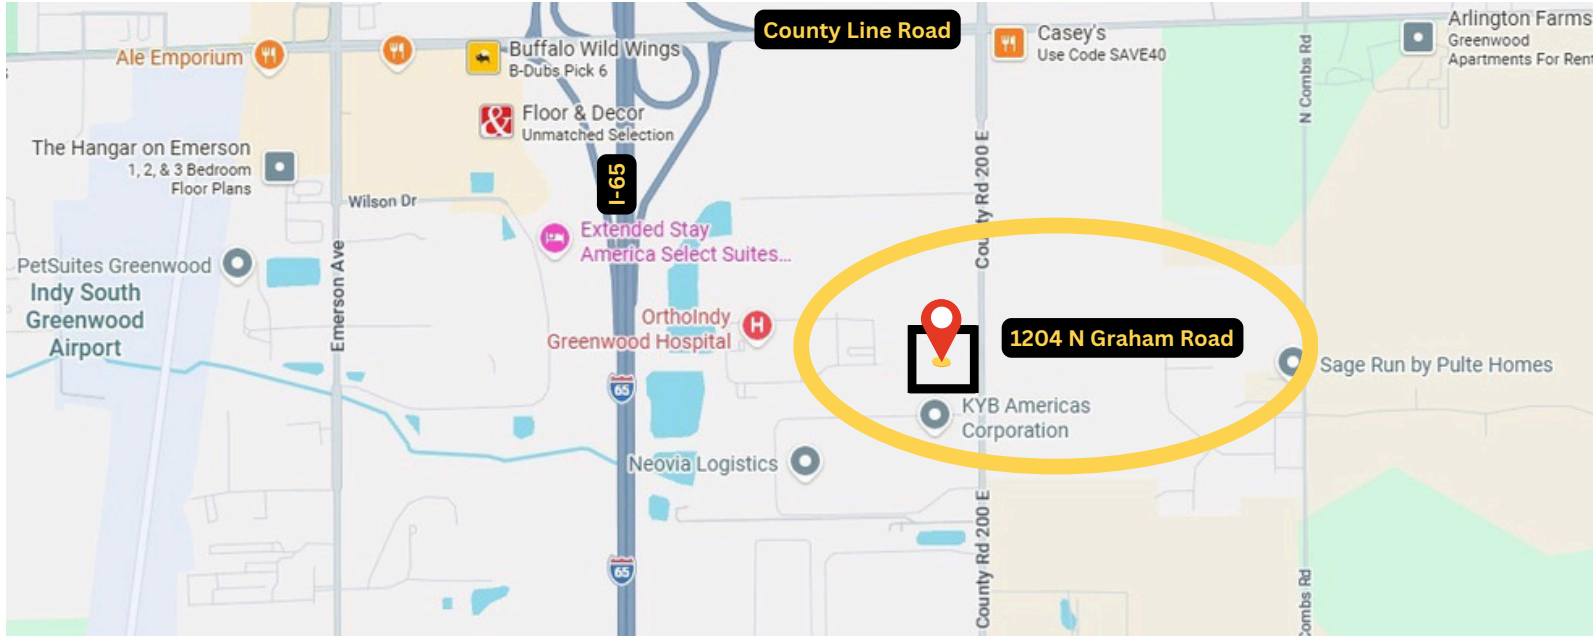 County Line Road
Arlington Farms
Greenwood
Apartments For Rent
Casey's
Use Code SAVE40
Ale Emporium
Buffalo Wild Wings
B-Dubs Pick 6
Floor & Decor
Unmatched Selection
N Combs Rd
The Hangar on Emerson
1, 2, & 3 Bedroom
Floor Plans
I-65
County Rd 200 E
Wilson Dr
Extended Stay
America Select Suites...
PetSuites Greenwood
Indy South
Greenwood
Airport
Emerson Ave
OrthoIndy
Greenwood Hospital
H
1204 N Graham Road
Sage Run by Pulte Homes
65
KYB Americas
Corporation
Neovia Logistics
County Rd 200 E
65
Combs Rd